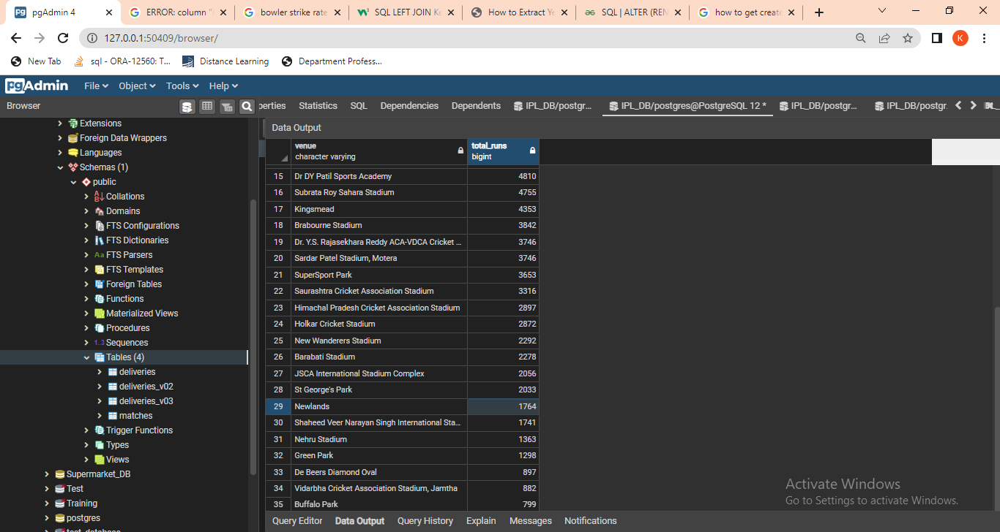 pgAdmin 4
ERROR: column "
bowler strike rate
SQL LEFT JOIN Ke
How to Extract Ye
SQL | ALTER (REN
how to get create
127.0.0.1:50409/browser/
K
New Tab
sql - ORA-12560: T...
Distance Learning
Department Profess...
pgAdmin
File
Object
Tools
Help
Browser
perties
Statistics
SQL
Dependencies
Dependents
IPL_DB/postgr...
IPL_DB/postgres@PostgreSQL 12 *
IPL_DB/postgr...
IPL_DB/postgr.
Extensions
Foreign Data Wrappers
Languages
Schemas (1)
public
Collations
Domains
FTS Configurations
FTS Dictionaries
FTS Parsers
FTS Templates
Foreign Tables
Functions
Materialized Views
Procedures
1..3 Sequences
Tables (4)
deliveries
deliveries_v02
deliveries_v03
matches
Trigger Functions
Types
Views
Supermarket_DB
Test
Training
postgres
test_database
Data Output
venue
character varying
total_runs
bigint
15 Dr DY Patil Sports Academy 4810
16 Subrata Roy Sahara Stadium 4755
17 Kingsmead 4353
18 Brabourne Stadium 3842
19 Dr. Y.S. Rajasekhara Reddy ACA-VDCA Cricket ... 3746
20 Sardar Patel Stadium, Motera 3746
21 SuperSport Park 3653
22 Saurashtra Cricket Association Stadium 3316
23 Himachal Pradesh Cricket Association Stadium 2897
24 Holkar Cricket Stadium 2872
25 New Wanderers Stadium 2292
26 Barabati Stadium 2278
27 JSCA International Stadium Complex 2056
28 St George's Park 2033
29 Newlands 1764
30 Shaheed Veer Narayan Singh International Sta... 1741
31 Nehru Stadium 1363
32 Green Park 1298
33 De Beers Diamond Oval 897
34 Vidarbha Cricket Association Stadium, Jamtha 882
35 Buffalo Park 799
Activate Windows
Go to Settings to activate Windows.
Query Editor
Data Output
Query History
Explain
Messages
Notifications